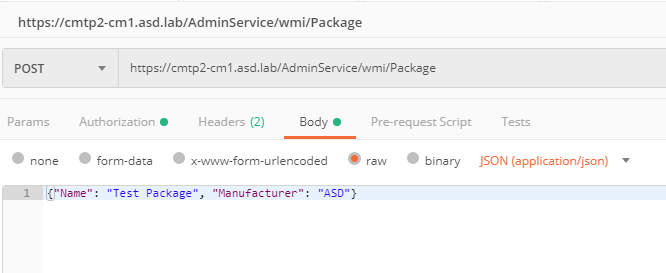 https://cmtp2-cm1.asd.lab/AdminService/wmi/Package
POST https://cmtp2-cm1.asd.lab/AdminService/wmi/Package
Params Authorization Headers (2) Body Pre-request Script Tests
none form-data x-www-form-urlencoded raw binary JSON (application/json)
1 {"Name": "Test Package", "Manufacturer": "ASD"}